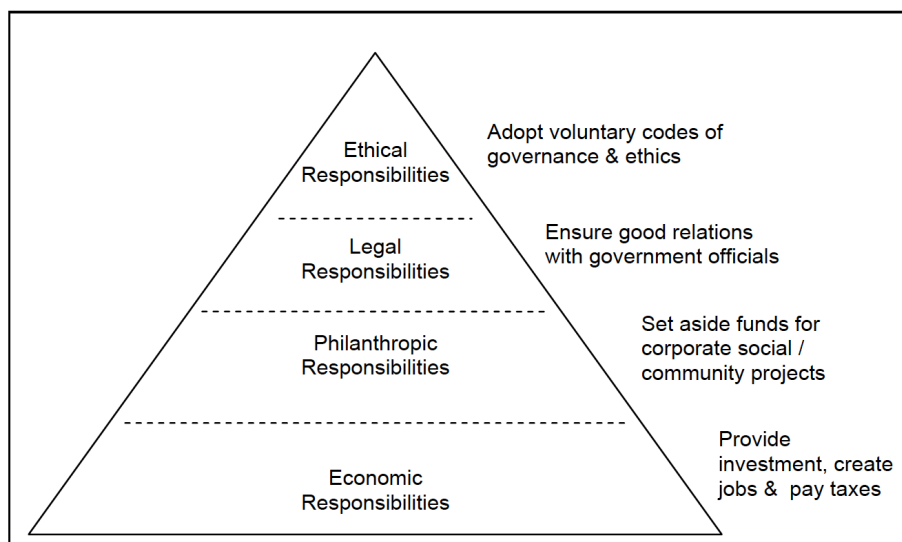 Ethical
Responsibilities
Adopt voluntary codes of
governance & ethics
Legal
Responsibilities
Ensure good relations
with government officials
Philanthropic
Responsibilities
Set aside funds for
corporate social /
community projects
Economic
Responsibilities
Provide
investment, create
jobs & pay taxes